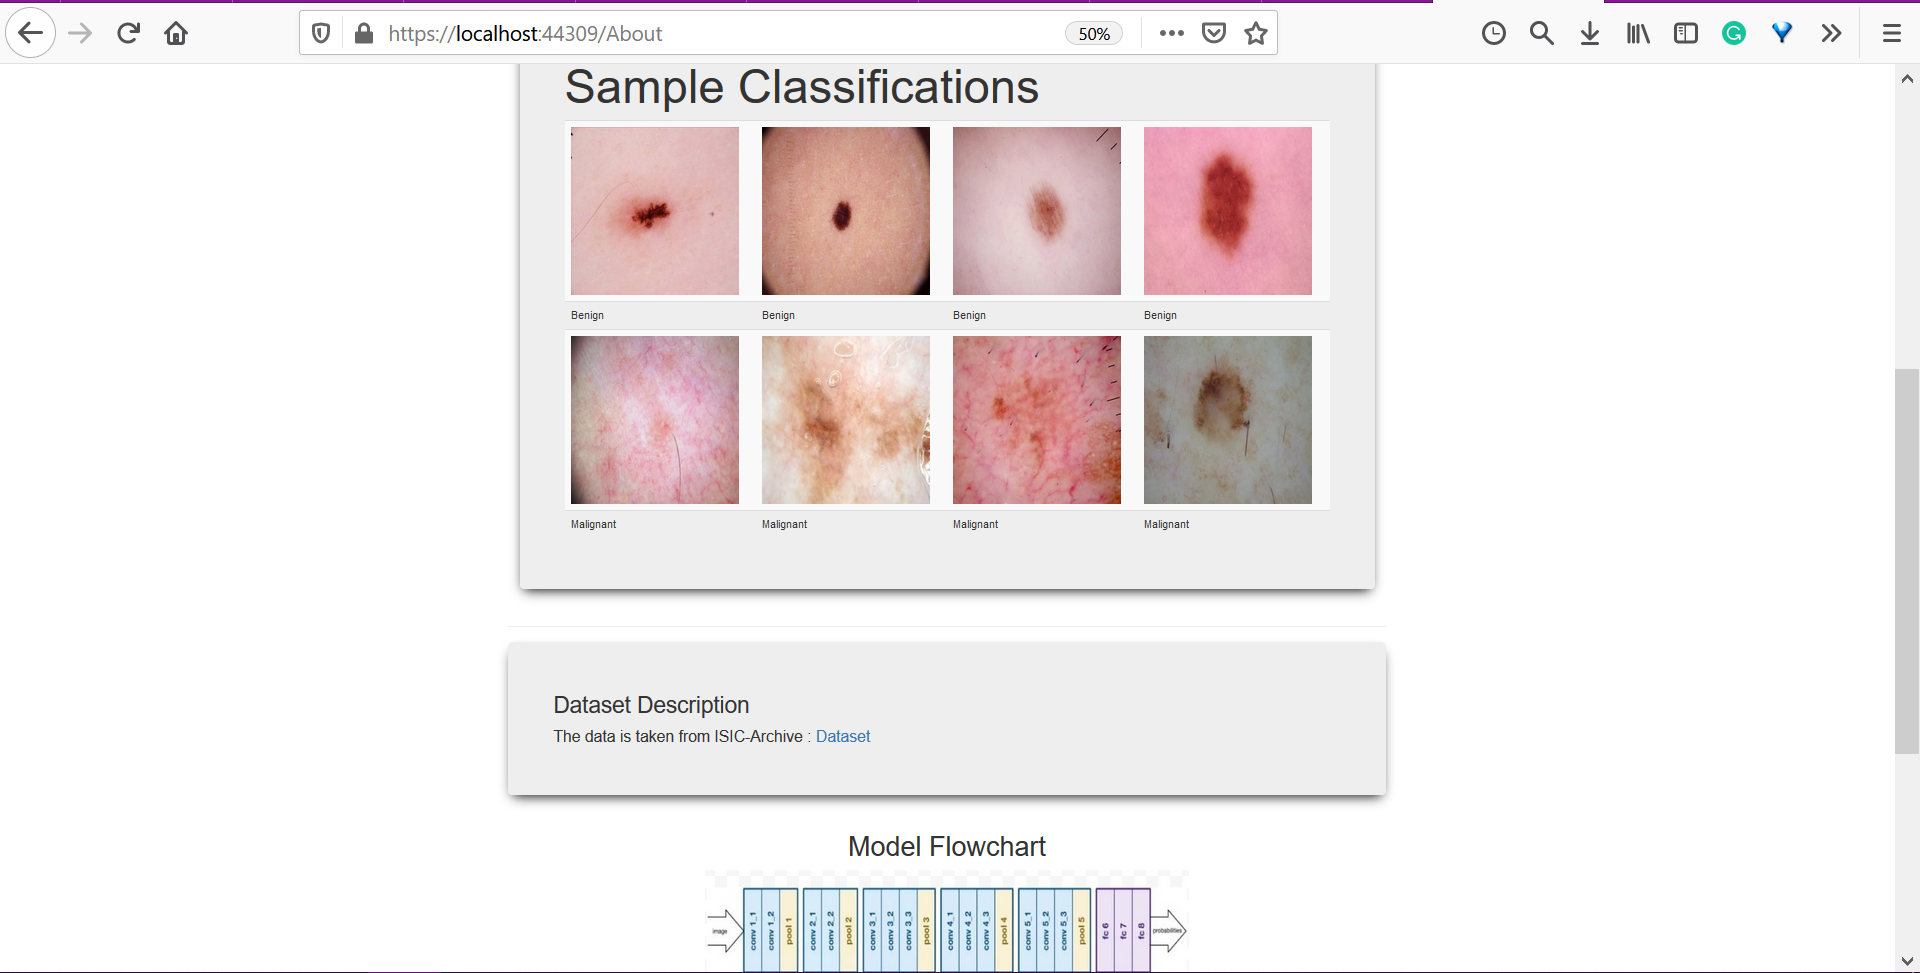 https://localhost:44309/About
50%
Sample Classifications
Benign Benign Benign Benign
Malignant Malignant Malignant Malignant
Dataset Description
The data is taken from ISIC-Archive : Dataset
Model Flowchart
image conv 1_1 conv 1_2 pool 1 conv 2_1 conv 2_2 pool 2 conv 3_1 conv 3_2 conv 3_3 pool 3 conv 4_1 conv 4_2 conv 4_3 pool 4 conv 5_1 conv 5_2 conv 5_3 pool 5 fc 6 fc 7 fc 8 probabilities